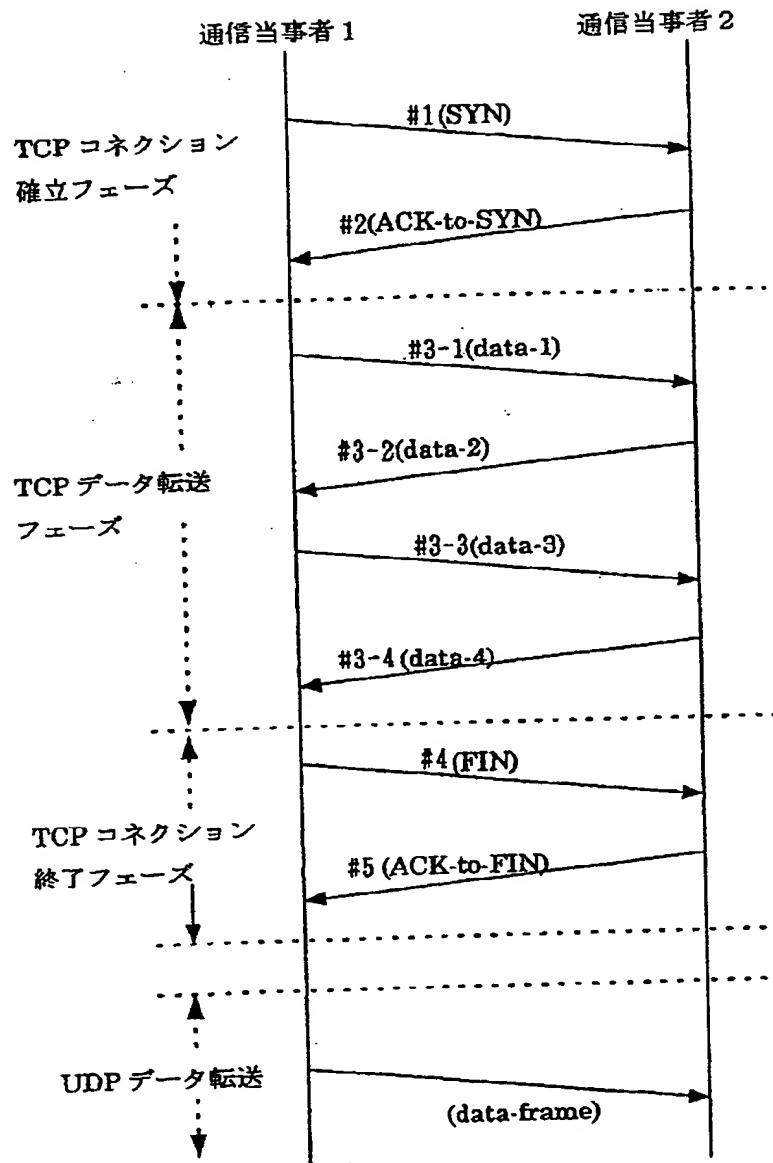 通信当事者1
通信当事者2
#1(SYN)
TCP コネクション
確立フェーズ
#2(ACK-to-SYN)
#3-1(data-1)
#3-2(data-2)
TCP データ転送
フェーズ
#3-3(data-3)
#3-4(data-4)
#4(FIN)
TCP コネクション
終了フェーズ
#5(ACK-to-FIN)
UDP データ転送
(data-frame)